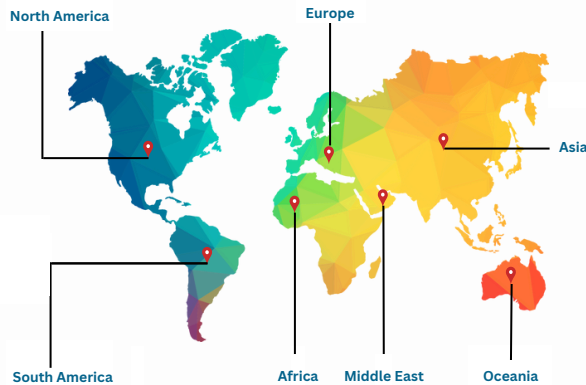 North America
Europe
Asia
South America
Africa
Middle East
Oceania